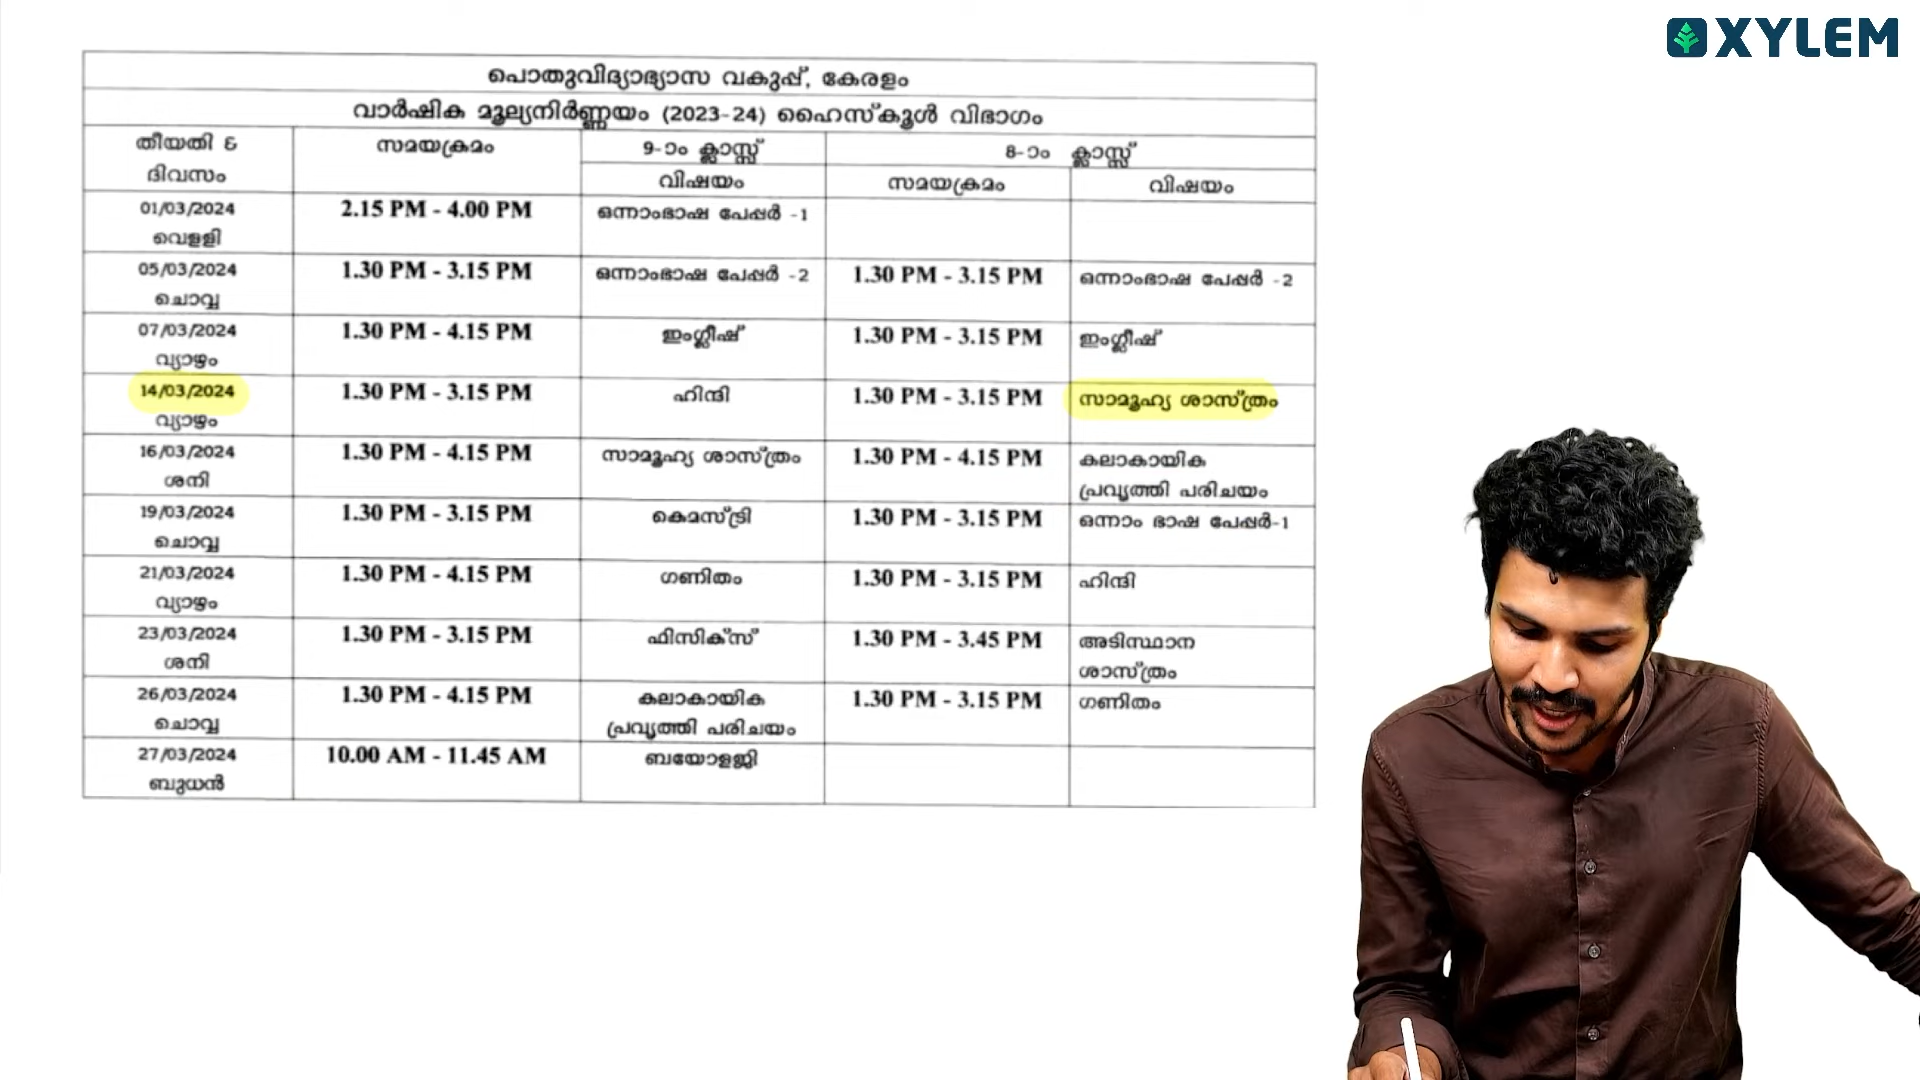 XYLEM
പൊതുവിദ്യാഭ്യാസ വകുപ്പ്, കേരളം
വാർഷിക മൂല്യനിർണ്ണയം (2023-24) ഹൈസ്കൂൾ വിഭാഗം
തീയതി & ദിവസം സമയക്രമം 9-ാം ക്ലാസ്സ് 8-ാം ക്ലാസ്സ്
വിഷയം സമയക്രമം വിഷയം
01/03/2024 2.15 PM - 4.00 PM ഒന്നാംഭാഷ പേപ്പർ -1
വെള്ളി
05/03/2024 1.30 PM - 3.15 PM ഒന്നാംഭാഷ പേപ്പർ -2 1.30 PM - 3.15 PM ഒന്നാംഭാഷ പേപ്പർ -2
ചൊവ്വ
07/03/2024 1.30 PM - 4.15 PM ഇംഗ്ലീഷ് 1.30 PM - 3.15 PM ഇംഗ്ലീഷ്
വ്യാഴം
14/03/2024 1.30 PM - 3.15 PM ഹിന്ദി 1.30 PM - 3.15 PM സാമൂഹ്യ ശാസ്ത്രം
വ്യാഴം
16/03/2024 1.30 PM - 4.15 PM സാമൂഹ്യ ശാസ്ത്രം 1.30 PM - 4.15 PM കലാകായിക
ശനി പ്രവൃത്തി പരിചയം
19/03/2024 1.30 PM - 3.15 PM കെമസ്ട്രി 1.30 PM - 3.15 PM ഒന്നാം ഭാഷ പേപ്പർ-1
ചൊവ്വ
21/03/2024 1.30 PM - 4.15 PM ഗണിതം 1.30 PM - 3.15 PM ഹിന്ദി
വ്യാഴം
23/03/2024 1.30 PM - 3.15 PM ഫിസിക്സ് 1.30 PM - 3.45 PM അടിസ്ഥാന
ശനി ശാസ്ത്രം
26/03/2024 1.30 PM - 4.15 PM കലാകായിക 1.30 PM - 3.15 PM ഗണിതം
ചൊവ്വ പ്രവൃത്തി പരിചയം
27/03/2024 10.00 AM - 11.45 AM ബയോളജി
ബുധൻ